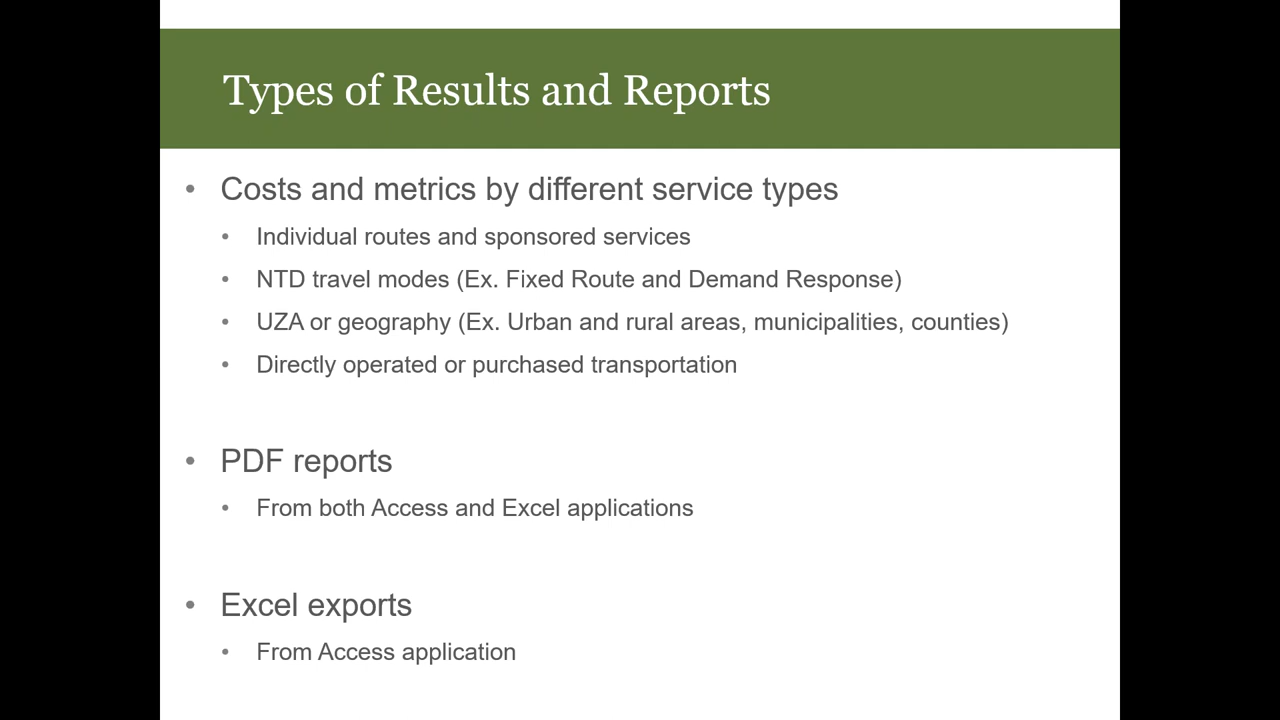 Types of Results and Reports
• Costs and metrics by different service types
• Individual routes and sponsored services
• NTD travel modes (Ex. Fixed Route and Demand Response)
• UZA or geography (Ex. Urban and rural areas, municipalities, counties)
• Directly operated or purchased transportation
• PDF reports
• From both Access and Excel applications
• Excel exports
• From Access application